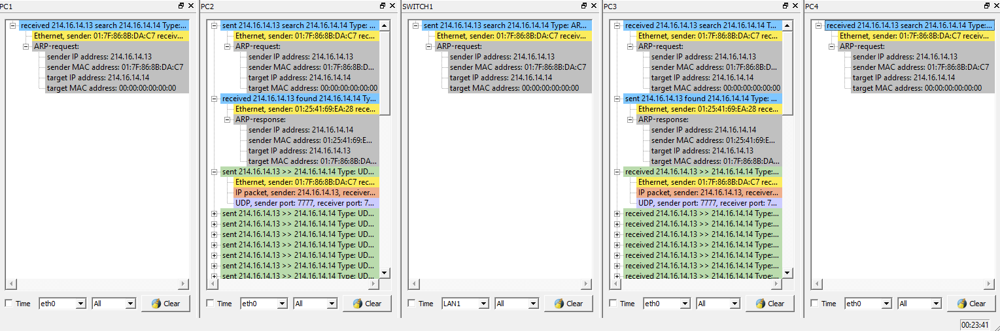 PC1
received 214.16.14.13 search 214.16.14.14 Type:...
Ethernet, sender: 01:7F:86:8B:DA:C7 receiv...
ARP-request:
sender IP address: 214.16.14.13
sender MAC address: 01:7F:86:8B:DA:C7
target IP address: 214.16.14.14
target MAC address: 00:00:00:00:00:00
Time
eth0
All
Clear
PC2
sent 214.16.14.13 search 214.16.14.14 Type: ...
Ethernet, sender: 01:7F:86:8B:DA:C7 rec...
ARP-request:
sender IP address: 214.16.14.13
sender MAC address: 01:7F:86:8B:D...
target IP address: 214.16.14.14
target MAC address: 00:00:00:00:00:00
received 214.16.14.13 found 214.16.14.14 Ty...
Ethernet, sender: 01:25:41:69:EA:28 rece...
ARP-response:
sender IP address: 214.16.14.14
sender MAC address: 01:25:41:69:E...
target IP address: 214.16.14.13
target MAC address: 01:7F:86:8B:DA...
sent 214.16.14.13 >> 214.16.14.14 Type: UD...
Ethernet, sender: 01:7F:86:8B:DA:C7 rec...
IP packet, sender: 214.16.14.13, receiver...
UDP, sender port: 7777, receiver port: 7...
sent 214.16.14.13 >> 214.16.14.14 Type: UD...
sent 214.16.14.13 >> 214.16.14.14 Type: UD...
sent 214.16.14.13 >> 214.16.14.14 Type: UD...
sent 214.16.14.13 >> 214.16.14.14 Type: UD...
sent 214.16.14.13 >> 214.16.14.14 Type: UD...
sent 214.16.14.13 >> 214.16.14.14 Type: UD...
sent 214.16.14.13 >> 214.16.14.14 Type: UD...
Time
eth0
All
Clear
SWITCH1
sent 214.16.14.13 search 214.16.14.14 Type: AR...
Ethernet, sender: 01:7F:86:8B:DA:C7 receiv...
ARP-request:
sender IP address: 214.16.14.13
sender MAC address: 01:7F:86:8B:DA:C7
target IP address: 214.16.14.14
target MAC address: 00:00:00:00:00:00
Time
LAN1
All
Clear
PC3
received 214.16.14.13 search 214.16.14.14 T...
Ethernet, sender: 01:7F:86:8B:DA:C7 rec...
ARP-request:
sender IP address: 214.16.14.13
sender MAC address: 01:7F:86:8B:D...
target IP address: 214.16.14.14
target MAC address: 00:00:00:00:00:00
sent 214.16.14.13 found 214.16.14.14 Type: ...
Ethernet, sender: 01:25:41:69:EA:28 rece...
ARP-response:
sender IP address: 214.16.14.14
sender MAC address: 01:25:41:69:E...
target IP address: 214.16.14.13
target MAC address: 01:7F:86:8B:DA...
received 214.16.14.13 >> 214.16.14.14 Type:...
Ethernet, sender: 01:7F:86:8B:DA:C7 rec...
IP packet, sender: 214.16.14.13, receiver...
UDP, sender port: 7777, receiver port: 7...
received 214.16.14.13 >> 214.16.14.14 Type:...
received 214.16.14.13 >> 214.16.14.14 Type:...
received 214.16.14.13 >> 214.16.14.14 Type:...
received 214.16.14.13 >> 214.16.14.14 Type:...
received 214.16.14.13 >> 214.16.14.14 Type:...
received 214.16.14.13 >> 214.16.14.14 Type:...
received 214.16.14.13 >> 214.16.14.14 Type:...
Time
eth0
All
Clear
PC4
received 214.16.14.13 search 214.16.14.14 Type:...
Ethernet, sender: 01:7F:86:8B:DA:C7 receiv...
ARP-request:
sender IP address: 214.16.14.13
sender MAC address: 01:7F:86:8B:DA:C7
target IP address: 214.16.14.14
target MAC address: 00:00:00:00:00:00
Time
eth0
All
Clear
00:23:41